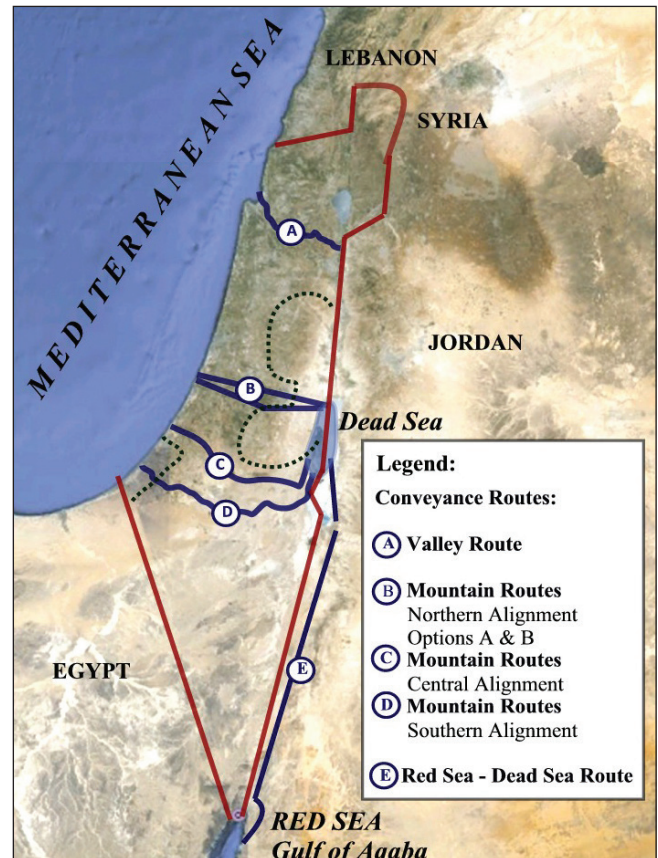 LEBANON
SYRIA
MEDITERRANEAN SEA
A
JORDAN
B
Dead Sea
C
D
EGYPT
E
RED SEA
Gulf of Aqaba
Legend:
Conveyance Routes:
A Valley Route
B Mountain Routes
Northern Alignment
Options A & B
C Mountain Routes
Central Alignment
D Mountain Routes
Southern Alignment
E Red Sea - Dead Sea Route